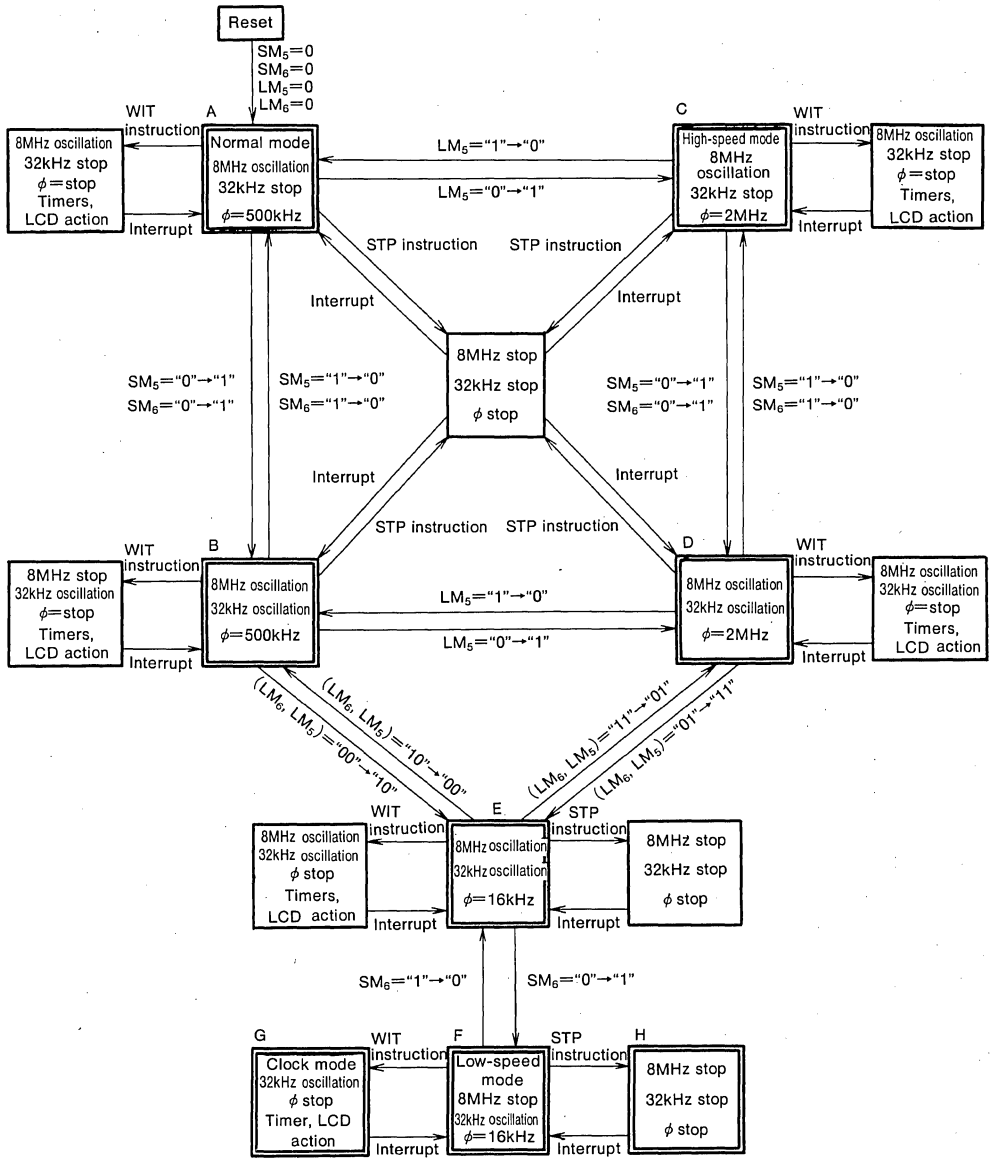 Reset
SM₅=0
SM₆=0
LM₅=0
LM₆=0
A
Normal mode
8MHz oscillation
32kHz stop
φ=500kHz
WIT
instruction
Interrupt
8MHz oscillation
32kHz stop
φ=stop
Timers,
LCD action
LM₅="1"→"0"
LM₅="0"→"1"
C
High-speed mode
8MHz
oscillation
32kHz stop
φ=2MHz
WIT
instruction
Interrupt
8MHz oscillation
32kHz stop
φ=stop
Timers,
LCD action
STP instruction
STP instruction
Interrupt
Interrupt
8MHz stop
32kHz stop
φ stop
SM₅="0"→"1"
SM₆="0"→"1"
SM₅="1"→"0"
SM₆="1"→"0"
SM₅="0"→"1"
SM₆="0"→"1"
SM₅="1"→"0"
SM₆="1"→"0"
Interrupt
Interrupt
STP instruction
STP instruction
B
8MHz oscillation
32kHz oscillation
φ=500kHz
WIT
instruction
Interrupt
8MHz stop
32kHz oscillation
φ=stop
Timers,
LCD action
LM₅="1"→"0"
LM₅="0"→"1"
D
8MHz oscillation
32kHz oscillation
φ=2MHz
WIT
instruction
Interrupt
8MHz oscillation
32kHz oscillation
φ=stop
Timers,
LCD action
(LM₆, LM₅)="00"→"10"
(LM₆, LM₅)="10"→"00"
(LM₆, LM₅)="11"→"01"
(LM₆, LM₅)="01"→"11"
E
8MHz oscillation
32kHz oscillation
φ=16kHz
WIT
instruction
Interrupt
8MHz oscillation
32kHz oscillation
φ stop
Timers,
LCD action
STP
instruction
Interrupt
8MHz stop
32kHz stop
φ stop
SM₆="1"→"0"
SM₆="0"→"1"
G
Clock mode
32kHz oscillation
φ stop
Timer, LCD
action
WIT
instruction
Interrupt
F
Low-speed
mode
8MHz stop
32kHz oscillation
φ=16kHz
STP
instruction
Interrupt
H
8MHz stop
32kHz stop
φ stop